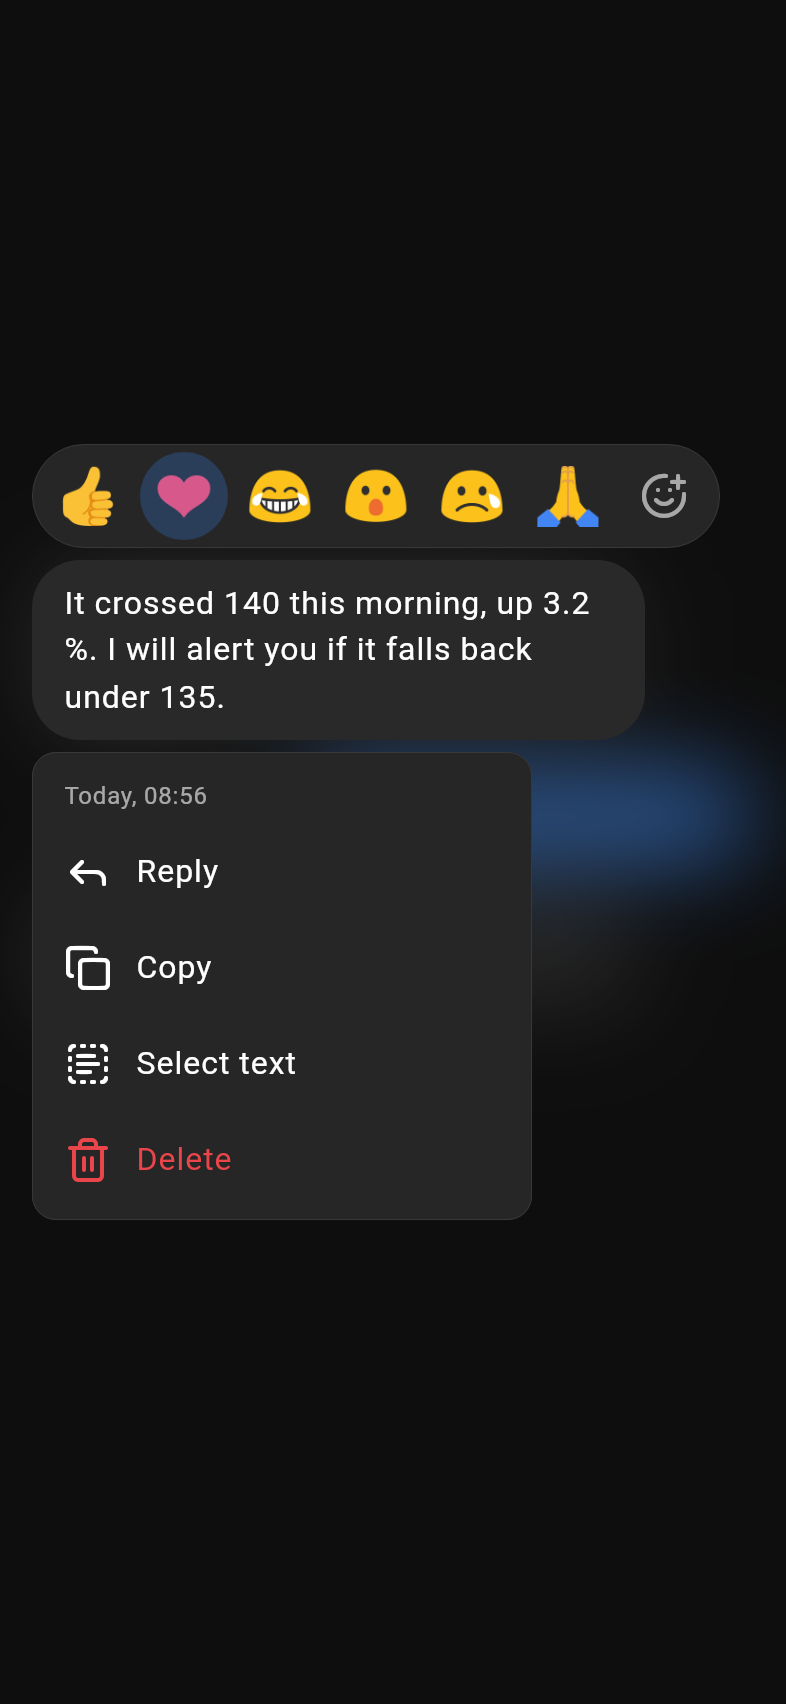 It crossed 140 this morning, up 3.2
%. I will alert you if it falls back
under 135.
Today, 08:56
Reply
Copy
Select text
Delete